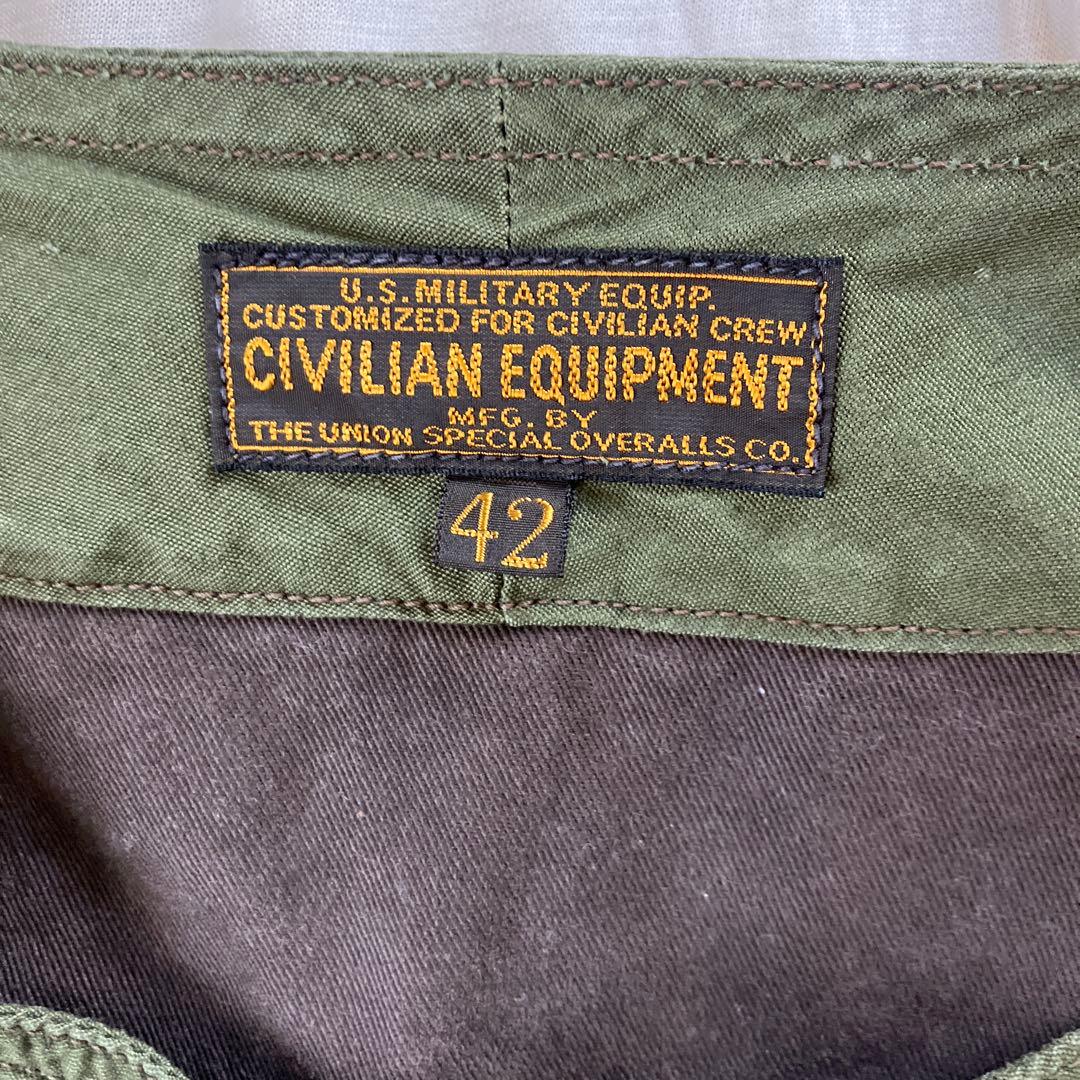 U.S.MILITARY EQUIP.
CUSTOMIZED FOR CIVILIAN CREW
CIVILIAN EQUIPMENT
MFG. BY
THE UNION SPECIAL OVERALLS CO.
42